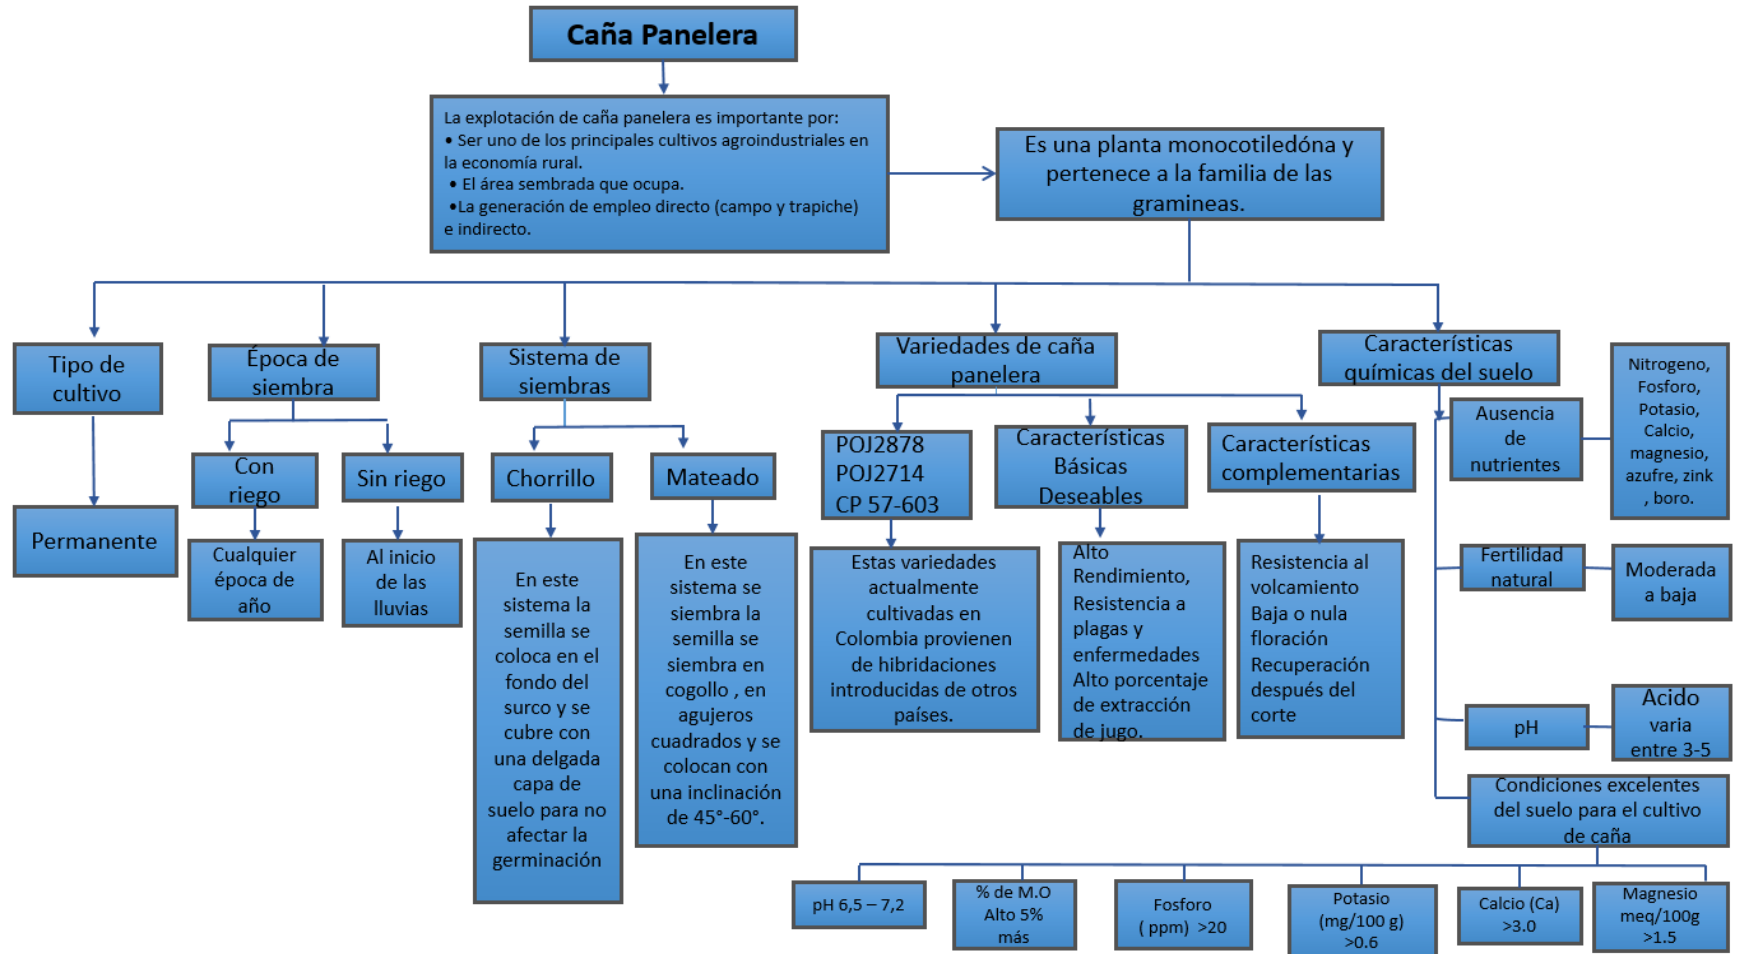 Caña Panelera
La explotación de caña panelera es importante por:
• Ser uno de los principales cultivos agroindustriales en
la economía rural.
• El área sembrada que ocupa.
•La generación de empleo directo (campo y trapiche)
e indirecto.
Es una planta monocotiledóna y
pertenece a la familia de las
gramineas.
Tipo de
cultivo
Permanente
Época de
siembra
Con
riego
Cualquier
época de
año
Sin riego
Al inicio
de las
lluvias
Sistema de
siembras
Chorrillo
En este
sistema la
semilla se
coloca en el
fondo del
surco y se
cubre con
una delgada
capa de
suelo para no
afectar la
germinación
Mateado
En este
sistema se
siembra la
semilla se
siembra en
cogollo , en
agujeros
cuadrados y se
colocan con
una inclinación
de 45°-60°.
Variedades de caña
panelera
POJ2878
POJ2714
CP 57-603
Estas variedades
actualmente
cultivadas en
Colombia provienen
de hibridaciones
introducidas de otros
países.
Características
Básicas
Deseables
Alto
Rendimiento,
Resistencia a
plagas y
enfermedades
Alto porcentaje
de extracción
de jugo.
Características
complementarias
Resistencia al
volcamiento
Baja o nula
floración
Recuperación
después del
corte
Características
químicas del suelo
Ausencia
de
nutrientes
Nitrogeno,
Fosforo,
Potasio,
Calcio,
magnesio,
azufre, zink
, boro.
Fertilidad
natural
Moderada
a baja
pH
Acido
varia
entre 3-5
Condiciones excelentes
del suelo para el cultivo
de caña
pH 6,5 – 7,2
% de M.O
Alto 5%
más
Fosforo
( ppm) >20
Potasio
(mg/100 g)
>0.6
Calcio (Ca)
>3.0
Magnesio
meq/100g
>1.5